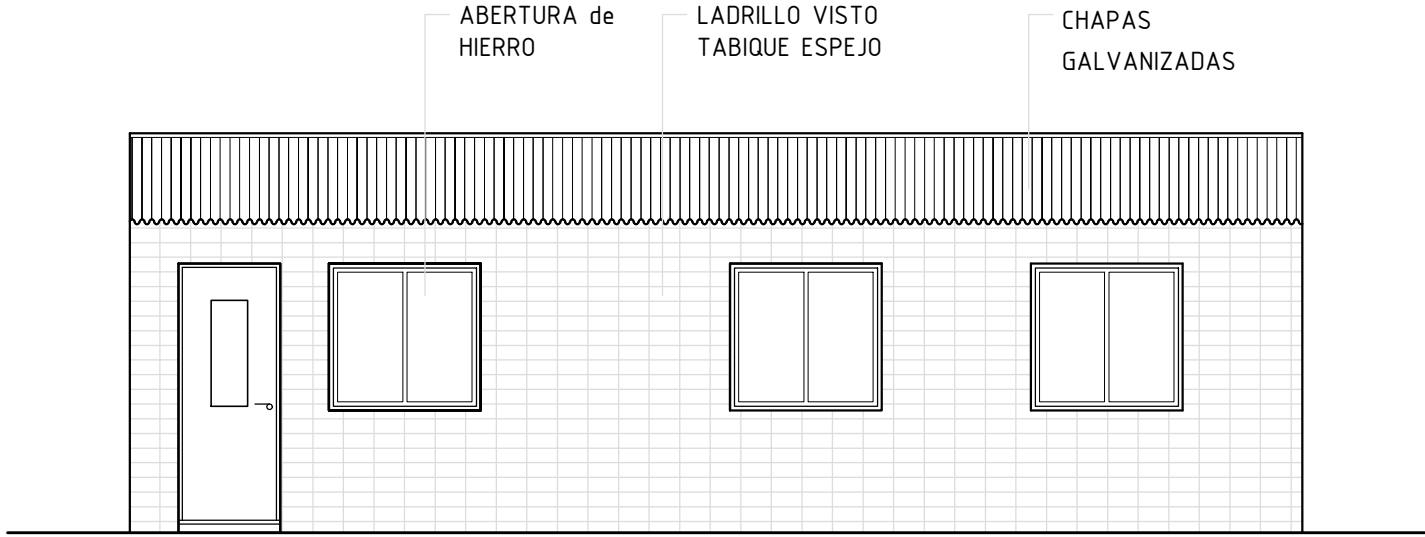 ABERTURA de
HIERRO
LADRILLO VISTO
TABIQUE ESPEJO
CHAPAS
GALVANIZADAS